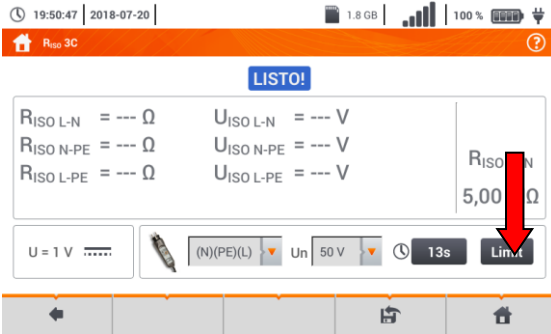 19:50:47 2018-07-20 1.8 GB 100 %
RISO 3C ?
LISTO!
RISO L-N = --- Ω UISO L-N = --- V
RISO N-PE = --- Ω UISO N-PE = --- V
RISO L-PE = --- Ω UISO L-PE = --- V
RISO N
5,00 Ω
U = 1 V (N)(PE)(L) Un 50 V 13s Limit